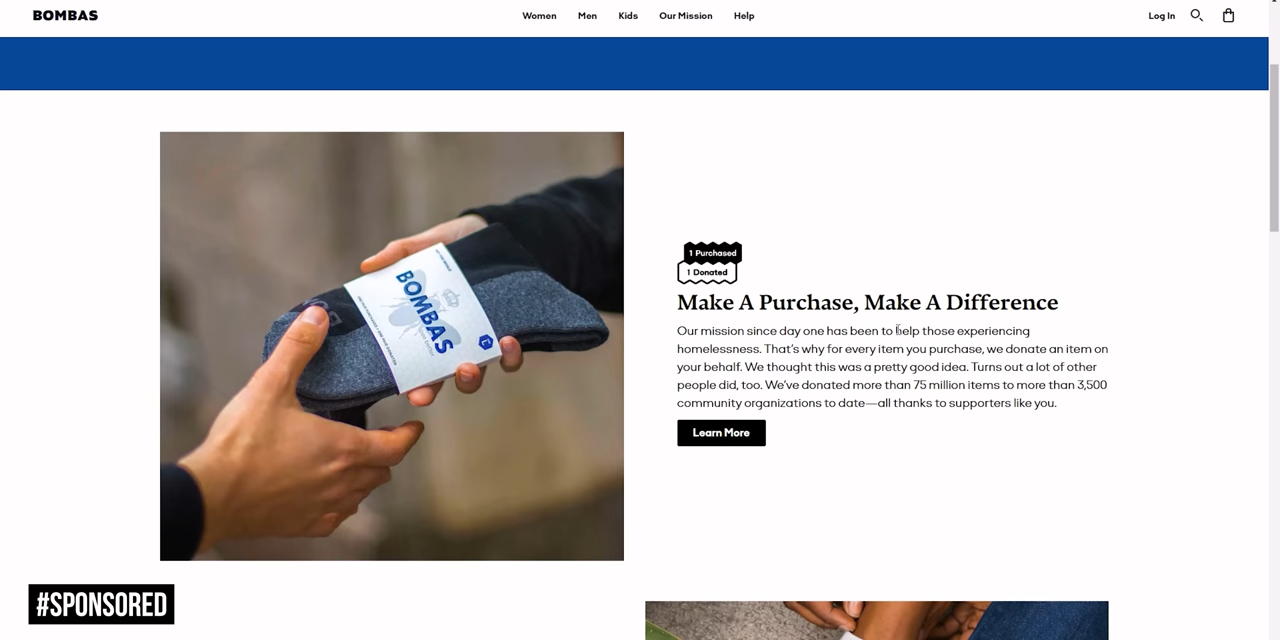 BOMBAS
Women Men Kids Our Mission Help
Log In
BOMBAS
1 Purchased
1 Donated
Make A Purchase, Make A Difference
Our mission since day one has been to help those experiencing
homelessness. That's why for every item you purchase, we donate an item on
your behalf. We thought this was a pretty good idea. Turns out a lot of other
people did, too. We've donated more than 75 million items to more than 3,500
community organizations to date—all thanks to supporters like you.
Learn More
#SPONSORED